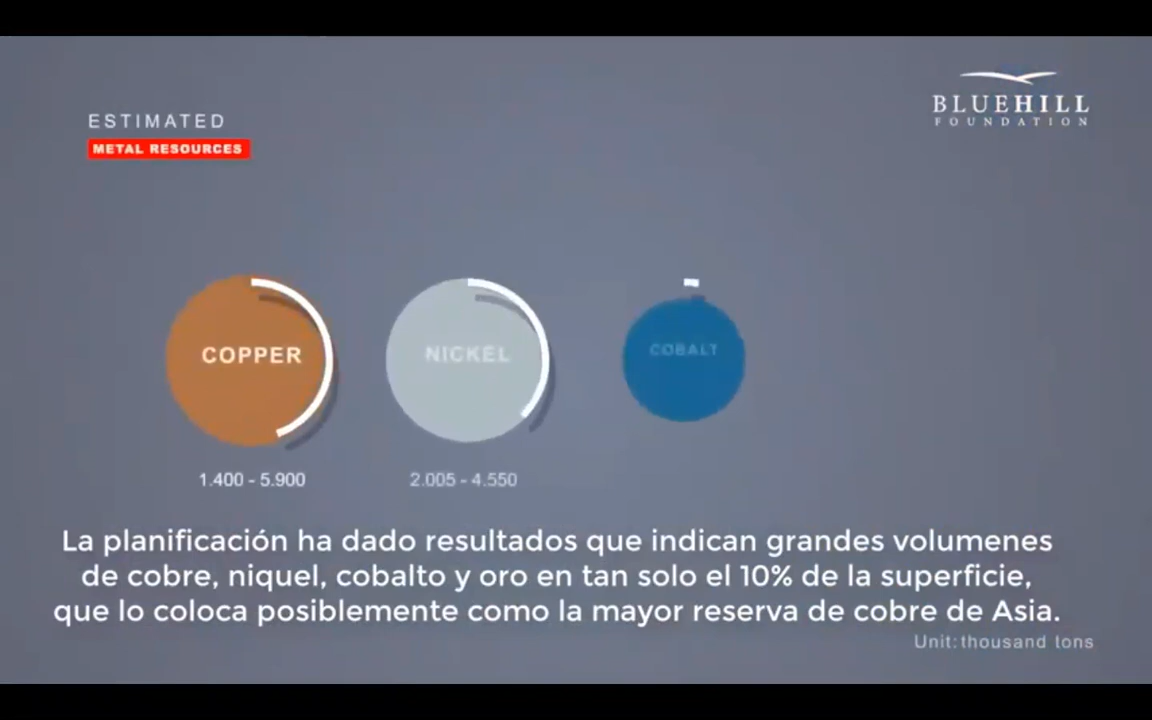 ESTIMATED
METAL RESOURCES
BLUEHILL
FOUNDATION
COPPER
NICKEL
COBALT
1.400 - 5.900
2.005 - 4.550
La planificación ha dado resultados que indican grandes volumenes
de cobre, niquel, cobalto y oro en tan solo el 10% de la superficie,
que lo coloca posiblemente como la mayor reserva de cobre de Asia.
Unit: thousand tons